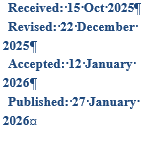 Received: 15 Oct 2025¶
Revised: 22 December
2025¶
Accepted: 12 January
2026¶
Published: 27 January
2026¤